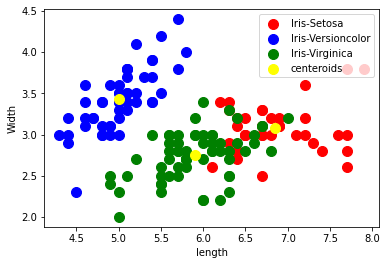 4.5
4.0
3.5
3.0
2.5
2.0
Width
Iris-Setosa
Iris-Versioncolor
Iris-Virginica
centeroids
4.5 5.0 5.5 6.0 6.5 7.0 7.5 8.0
length